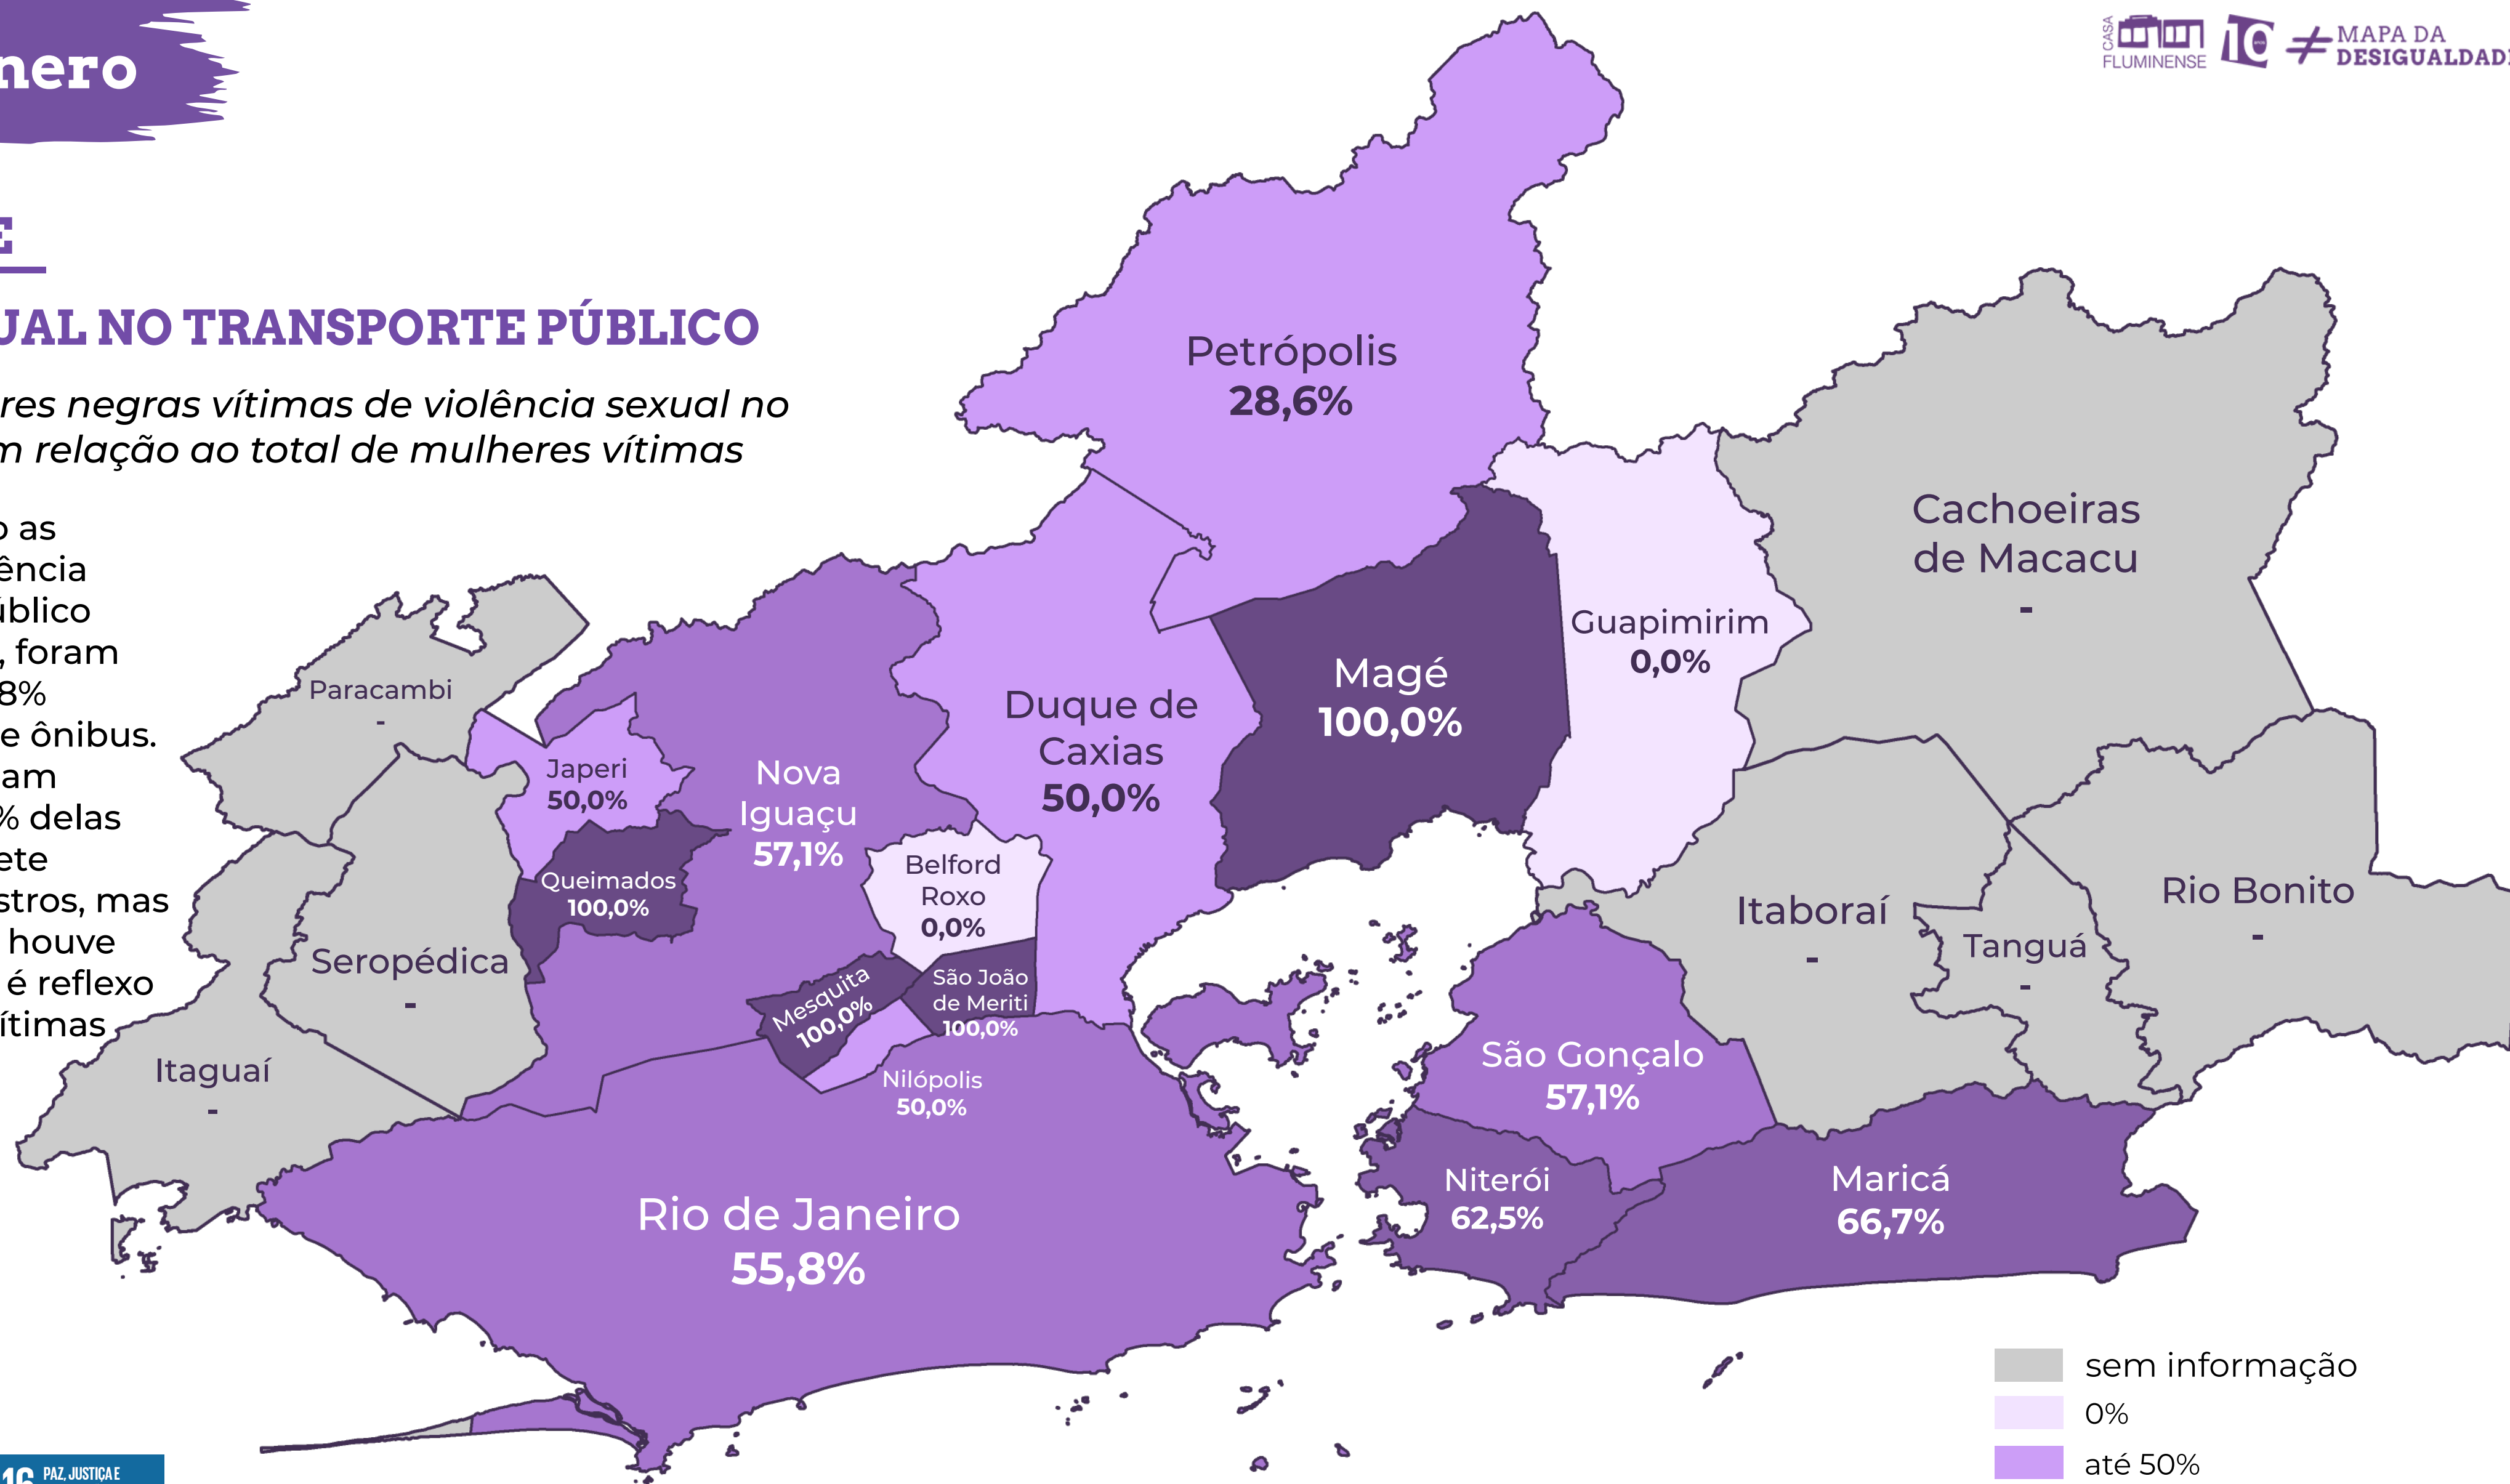 nero
CASA
FLUMINENSE
10
≠ MAPA DA
DESIGUALDAD
E
UAL NO TRANSPORTE PÚBLICO
res negras vítimas de violência sexual no
m relação ao total de mulheres vítimas
o as
ência
úblico
, foram
8%
e ônibus.
am
% delas
ete
stros, mas
houve
é reflexo
ítimas
Petrópolis
28,6%
Cachoeiras
de Macacu
-
Guapimirim
0,0%
Magé
100,0%
Duque de
Caxias
50,0%
Paracambi
-
Japeri
50,0%
Nova
Iguaçu
57,1%
Queimados
100,0%
Belford
Roxo
0,0%
Seropédica
-
Mesquita
100,0%
São João
de Meriti
100,0%
Nilópolis
50,0%
Itaguaí
-
Itaboraí
-
Tanguá
-
Rio Bonito
-
São Gonçalo
57,1%
Niterói
62,5%
Maricá
66,7%
Rio de Janeiro
55,8%
sem informação
0%
até 50%
16 PAZ, JUSTIÇA E